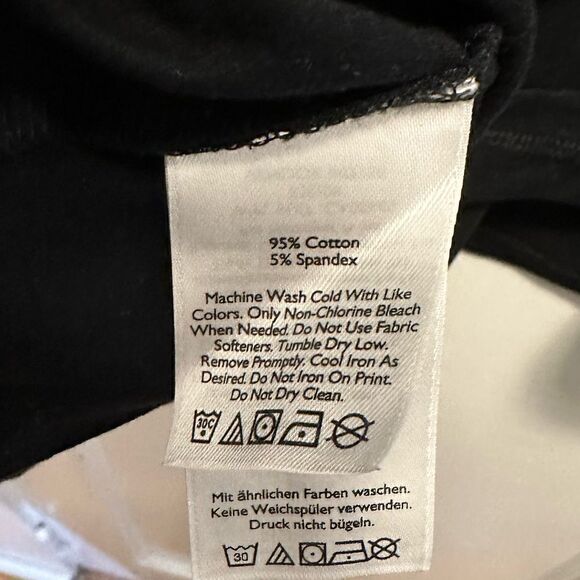 95% Cotton
5% Spandex
Machine Wash Cold With Like
Colors. Only Non-Chlorine Bleach
When Needed. Do Not Use Fabric
Softeners. Tumble Dry Low.
Remove Promptly. Cool Iron As
Desired. Do Not Iron On Print.
Do Not Dry Clean.
30C
Mit ähnlichen Farben waschen.
Keine Weichspüler verwenden.
Druck nicht bügeln.
30